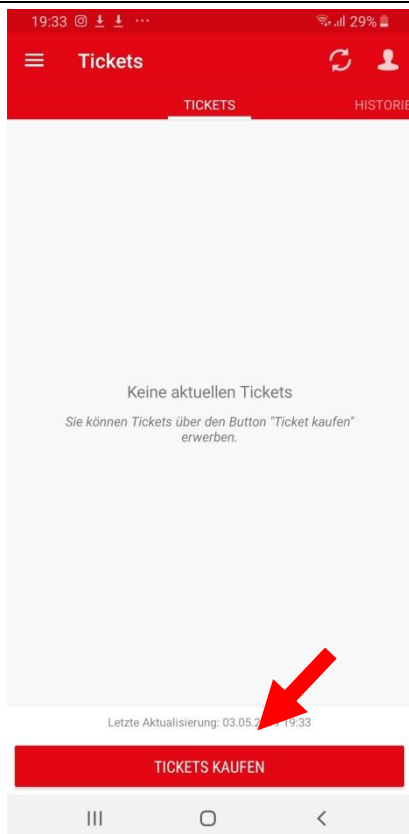 19:33 ... 29%
Tickets
TICKETS HISTORIE
Keine aktuellen Tickets
Sie können Tickets über den Button "Ticket kaufen"
erwerben.
Letzte Aktualisierung: 03.05.2 19:33
TICKETS KAUFEN